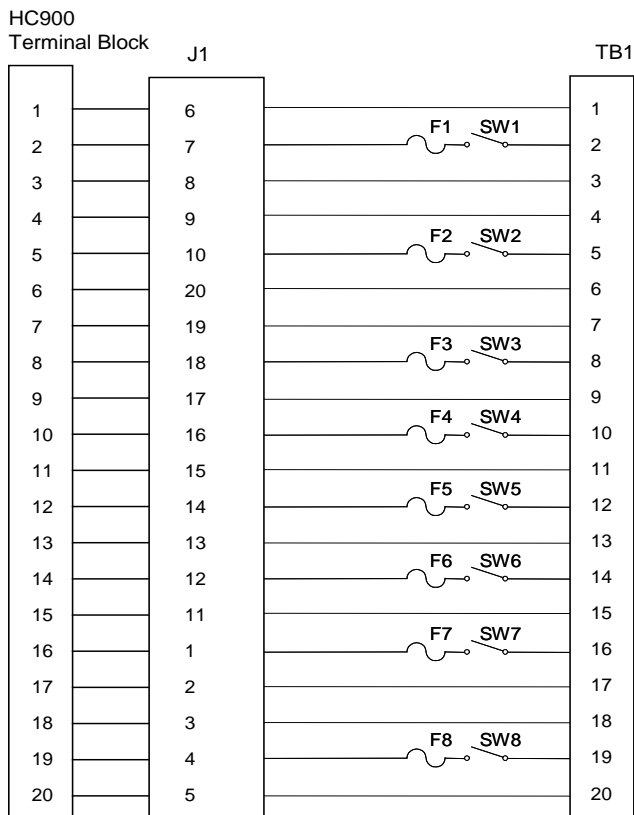 HC900
Terminal Block
J1
TB1
1 6 1
F1 SW1
2 7 2
3 8 3
4 9 4
F2 SW2
5 10 5
6 20 6
7 19 7
F3 SW3
8 18 8
9 17 9
F4 SW4
10 16 10
11 15 11
F5 SW5
12 14 12
13 13 13
F6 SW6
14 12 14
15 11 15
F7 SW7
16 1 16
17 2 17
18 3 18
F8 SW8
19 4 19
20 5 20